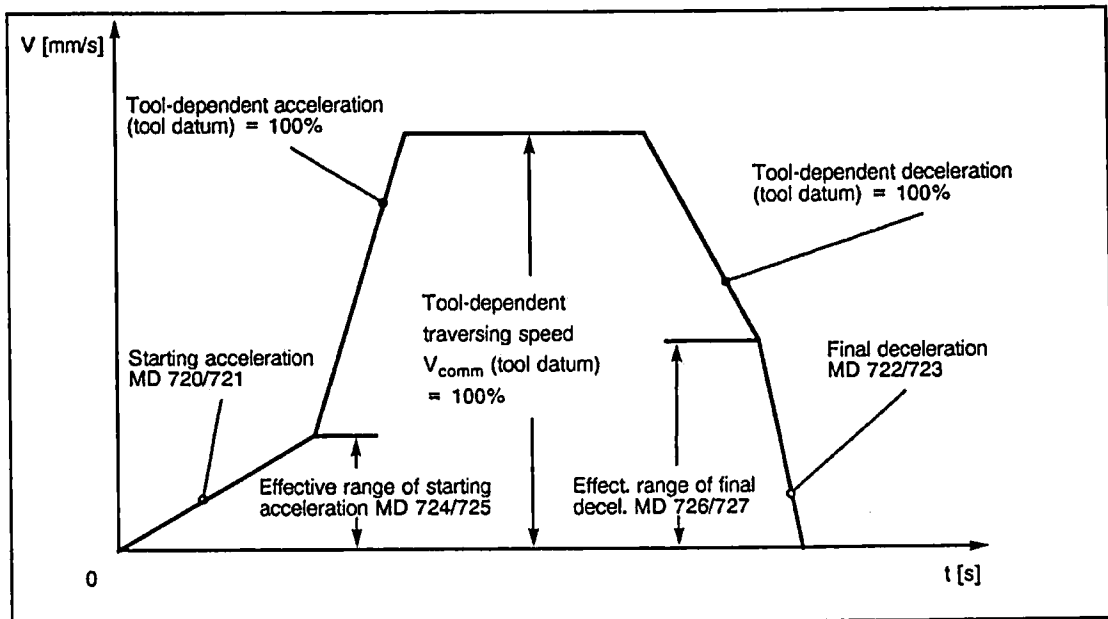 V [mm/s]
Tool-dependent acceleration
(tool datum) = 100%
Tool-dependent deceleration
(tool datum) = 100%
Tool-dependent
traversing speed
Vcomm (tool datum)
= 100%
Starting acceleration
MD 720/721
Final deceleration
MD 722/723
Effective range of starting
acceleration MD 724/725
Effect. range of final
decel. MD 726/727
0
t [s]